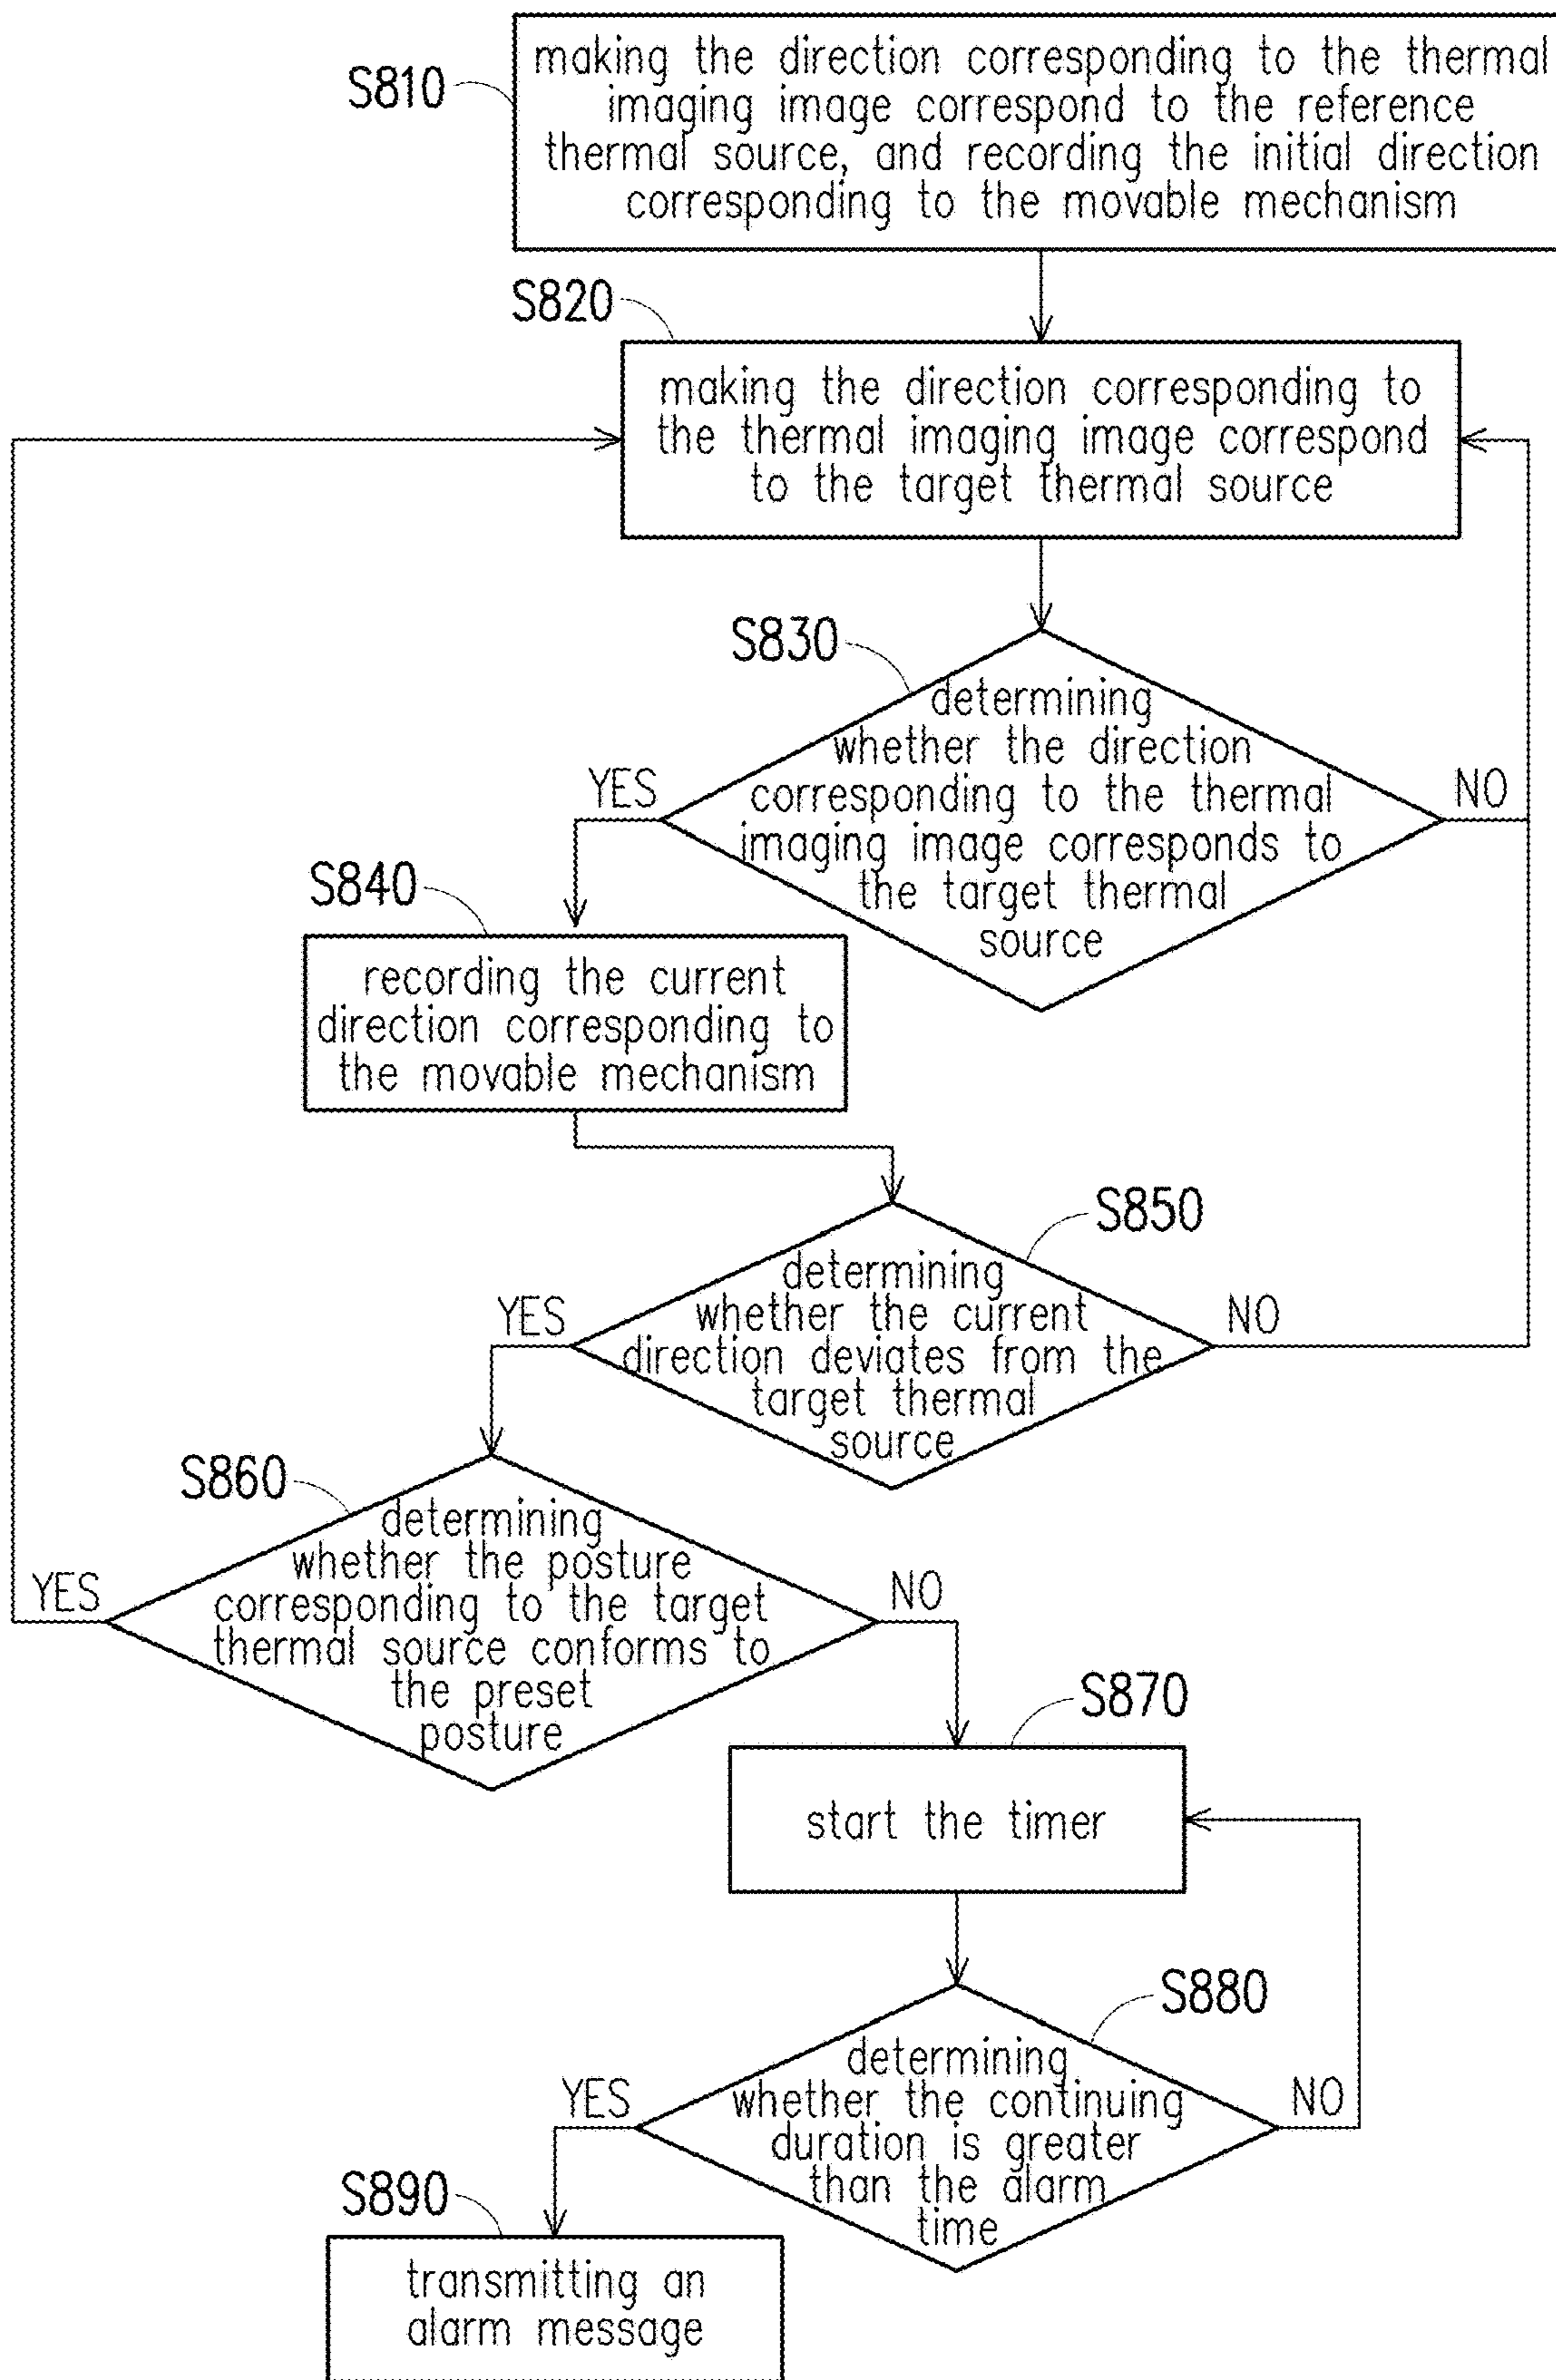 S810
making the direction corresponding to the thermal
imaging image correspond to the reference
thermal source, and recording the initial direction
corresponding to the movable mechanism
S820
making the direction corresponding to
the thermal imaging image correspond
to the target thermal source
S830
determining
whether the direction
corresponding to the thermal
imaging image corresponds to
the target thermal
source
YES
NO
S840
recording the current
direction corresponding to
the movable mechanism
S850
determining
whether the current
direction deviates from the
target thermal
source
YES
NO
S860
determining
whether the posture
corresponding to the target
thermal source conforms to
the preset
posture
YES
NO
S870
start the timer
S880
determining
whether the continuing
duration is greater
than the alarm
time
YES
NO
S890
transmitting an
alarm message